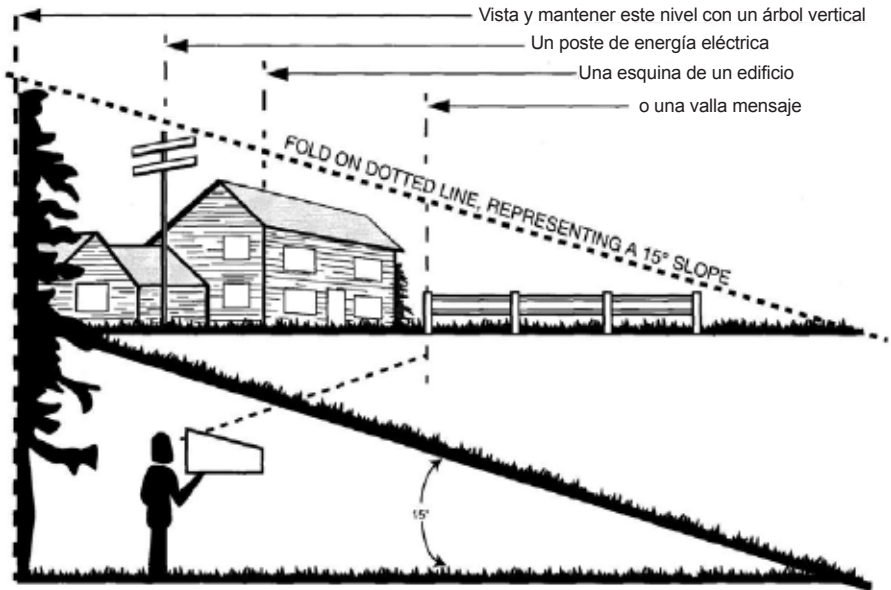 Vista y mantener este nivel con un árbol vertical
Un poste de energía eléctrica
Una esquina de un edificio
o una valla mensaje
FOLD ON DOTTED LINE, REPRESENTING A 15° SLOPE
15°